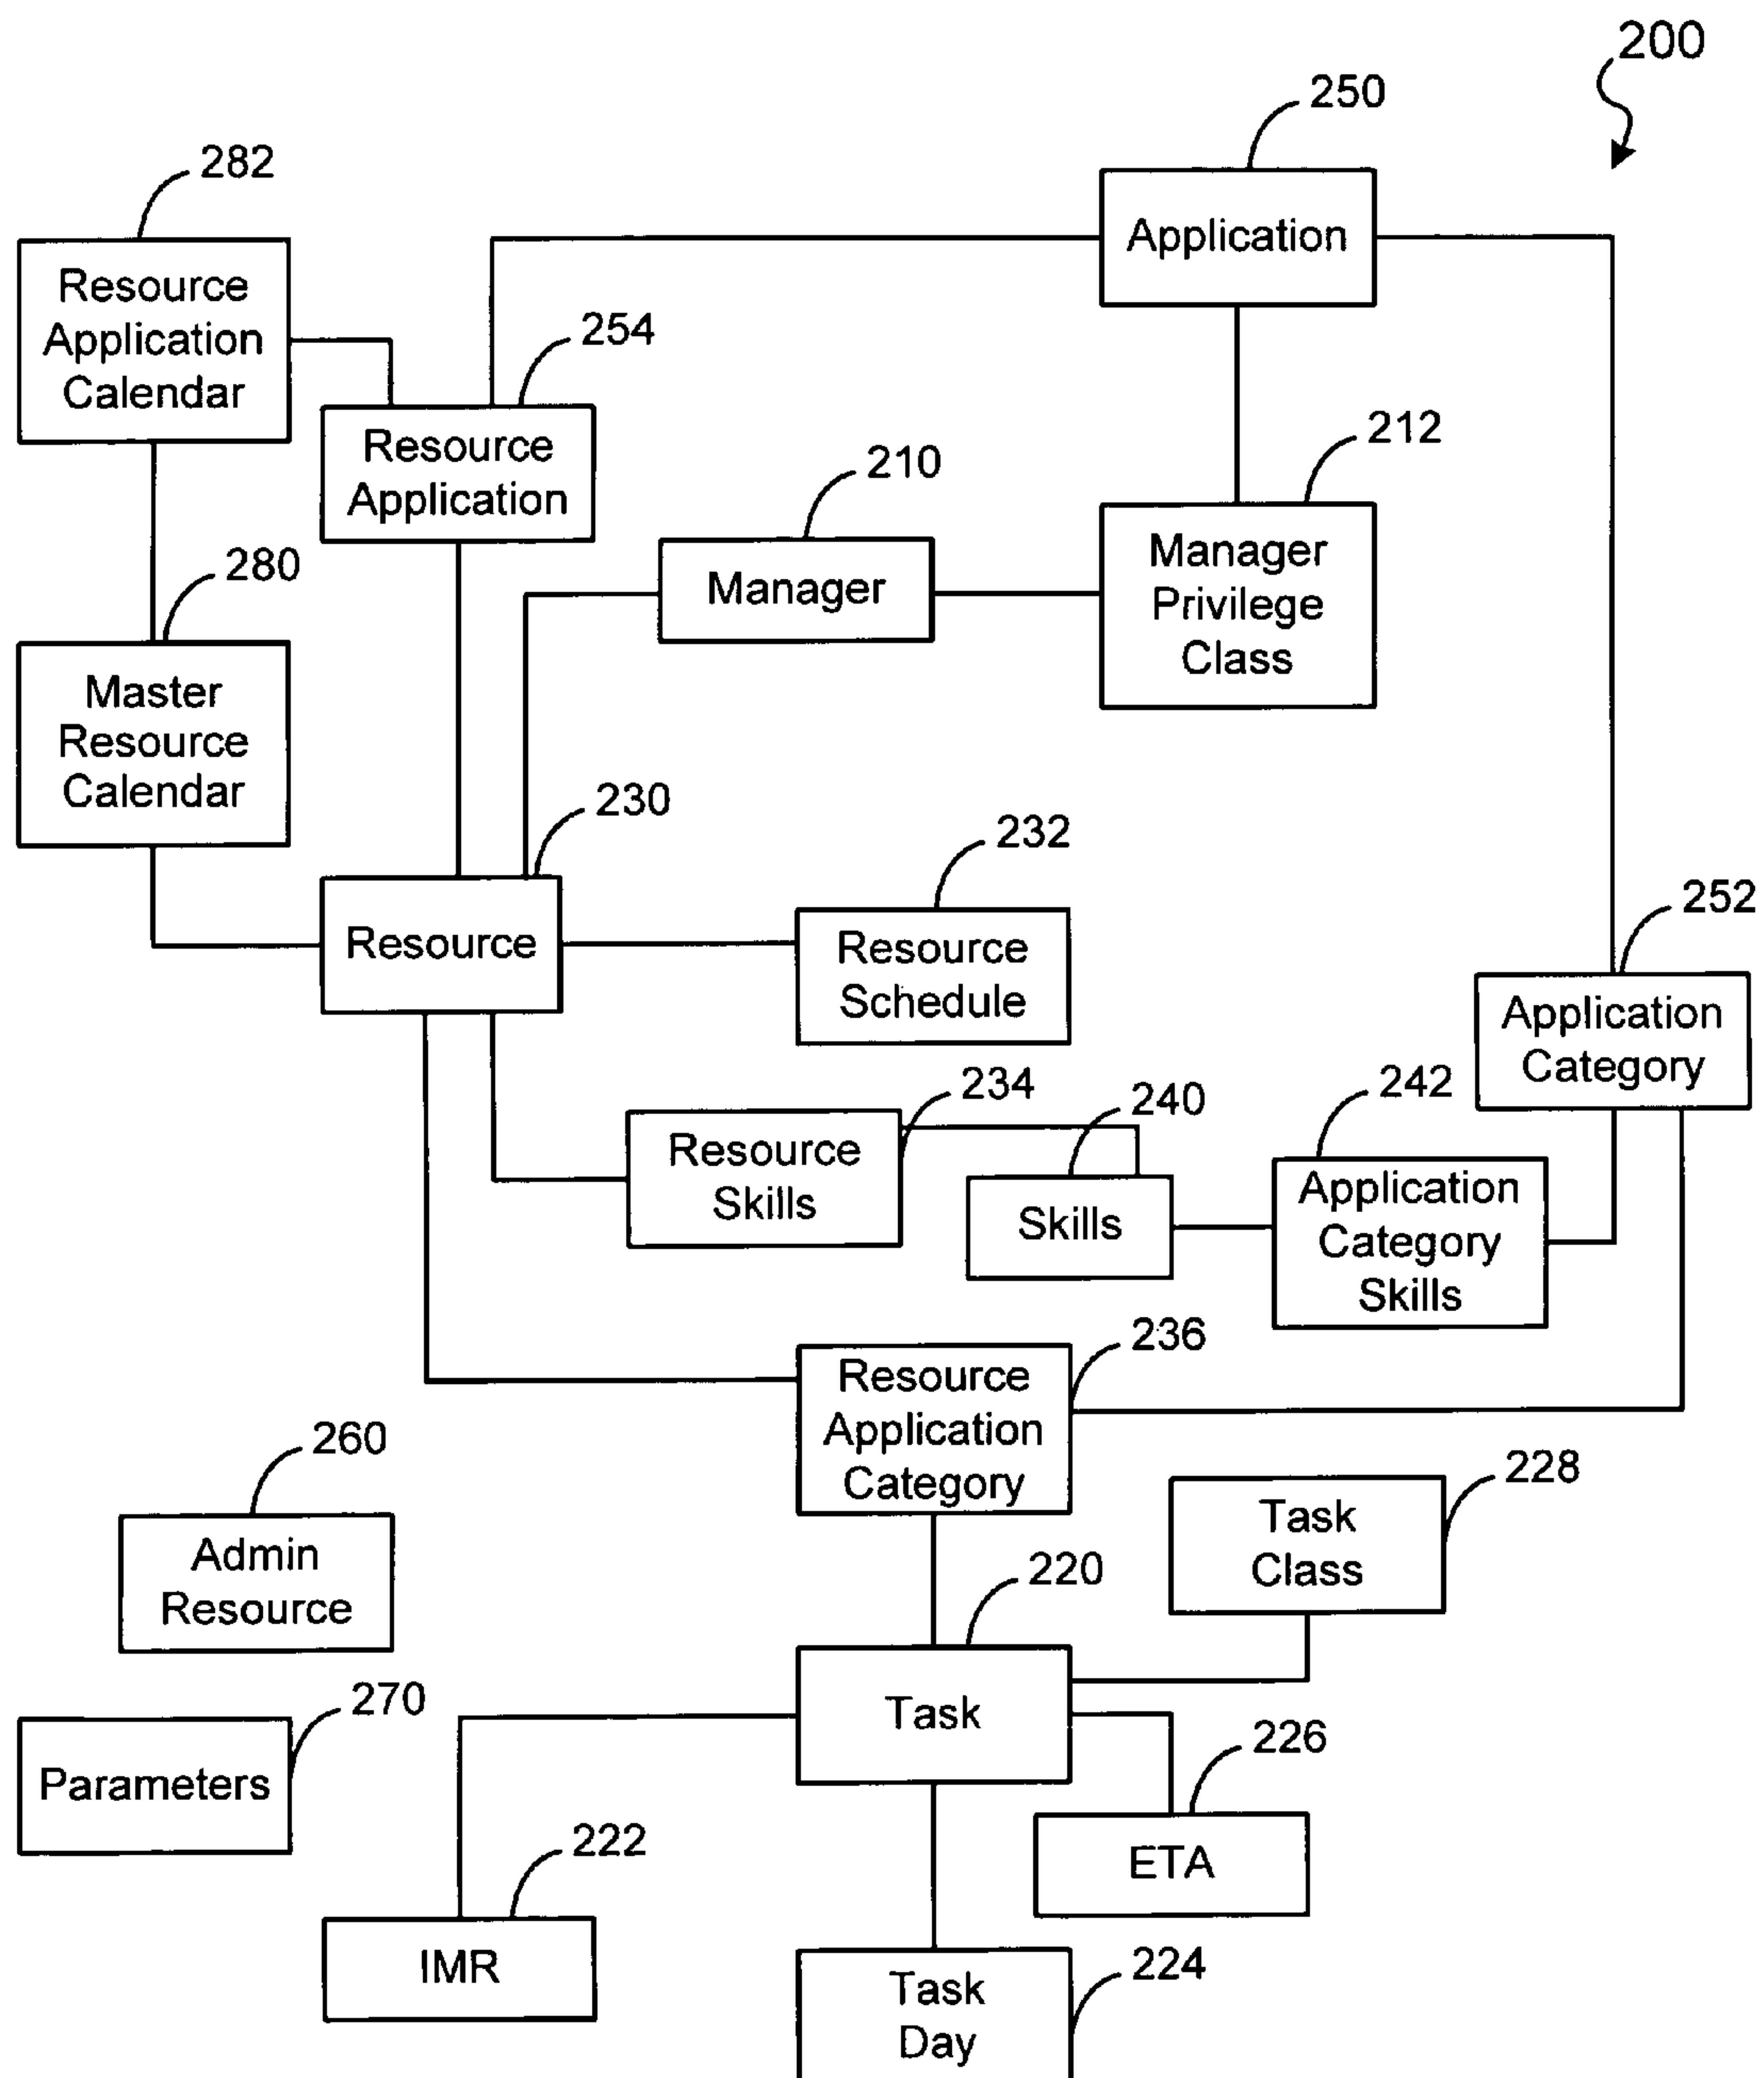 200
250
282
Application
Resource
Application
Calendar
254
Resource
Application
212
210
Manager
Privilege
Class
Manager
280
Master
Resource
Calendar
230
232
252
Resource
Resource
Schedule
Application
Category
234
240
242
Resource
Skills
Skills
Application
Category
Skills
236
Resource
Application
Category
260
228
Admin
Resource
Task
Class
220
270
Task
226
Parameters
ETA
222
IMR
224
Task
Day